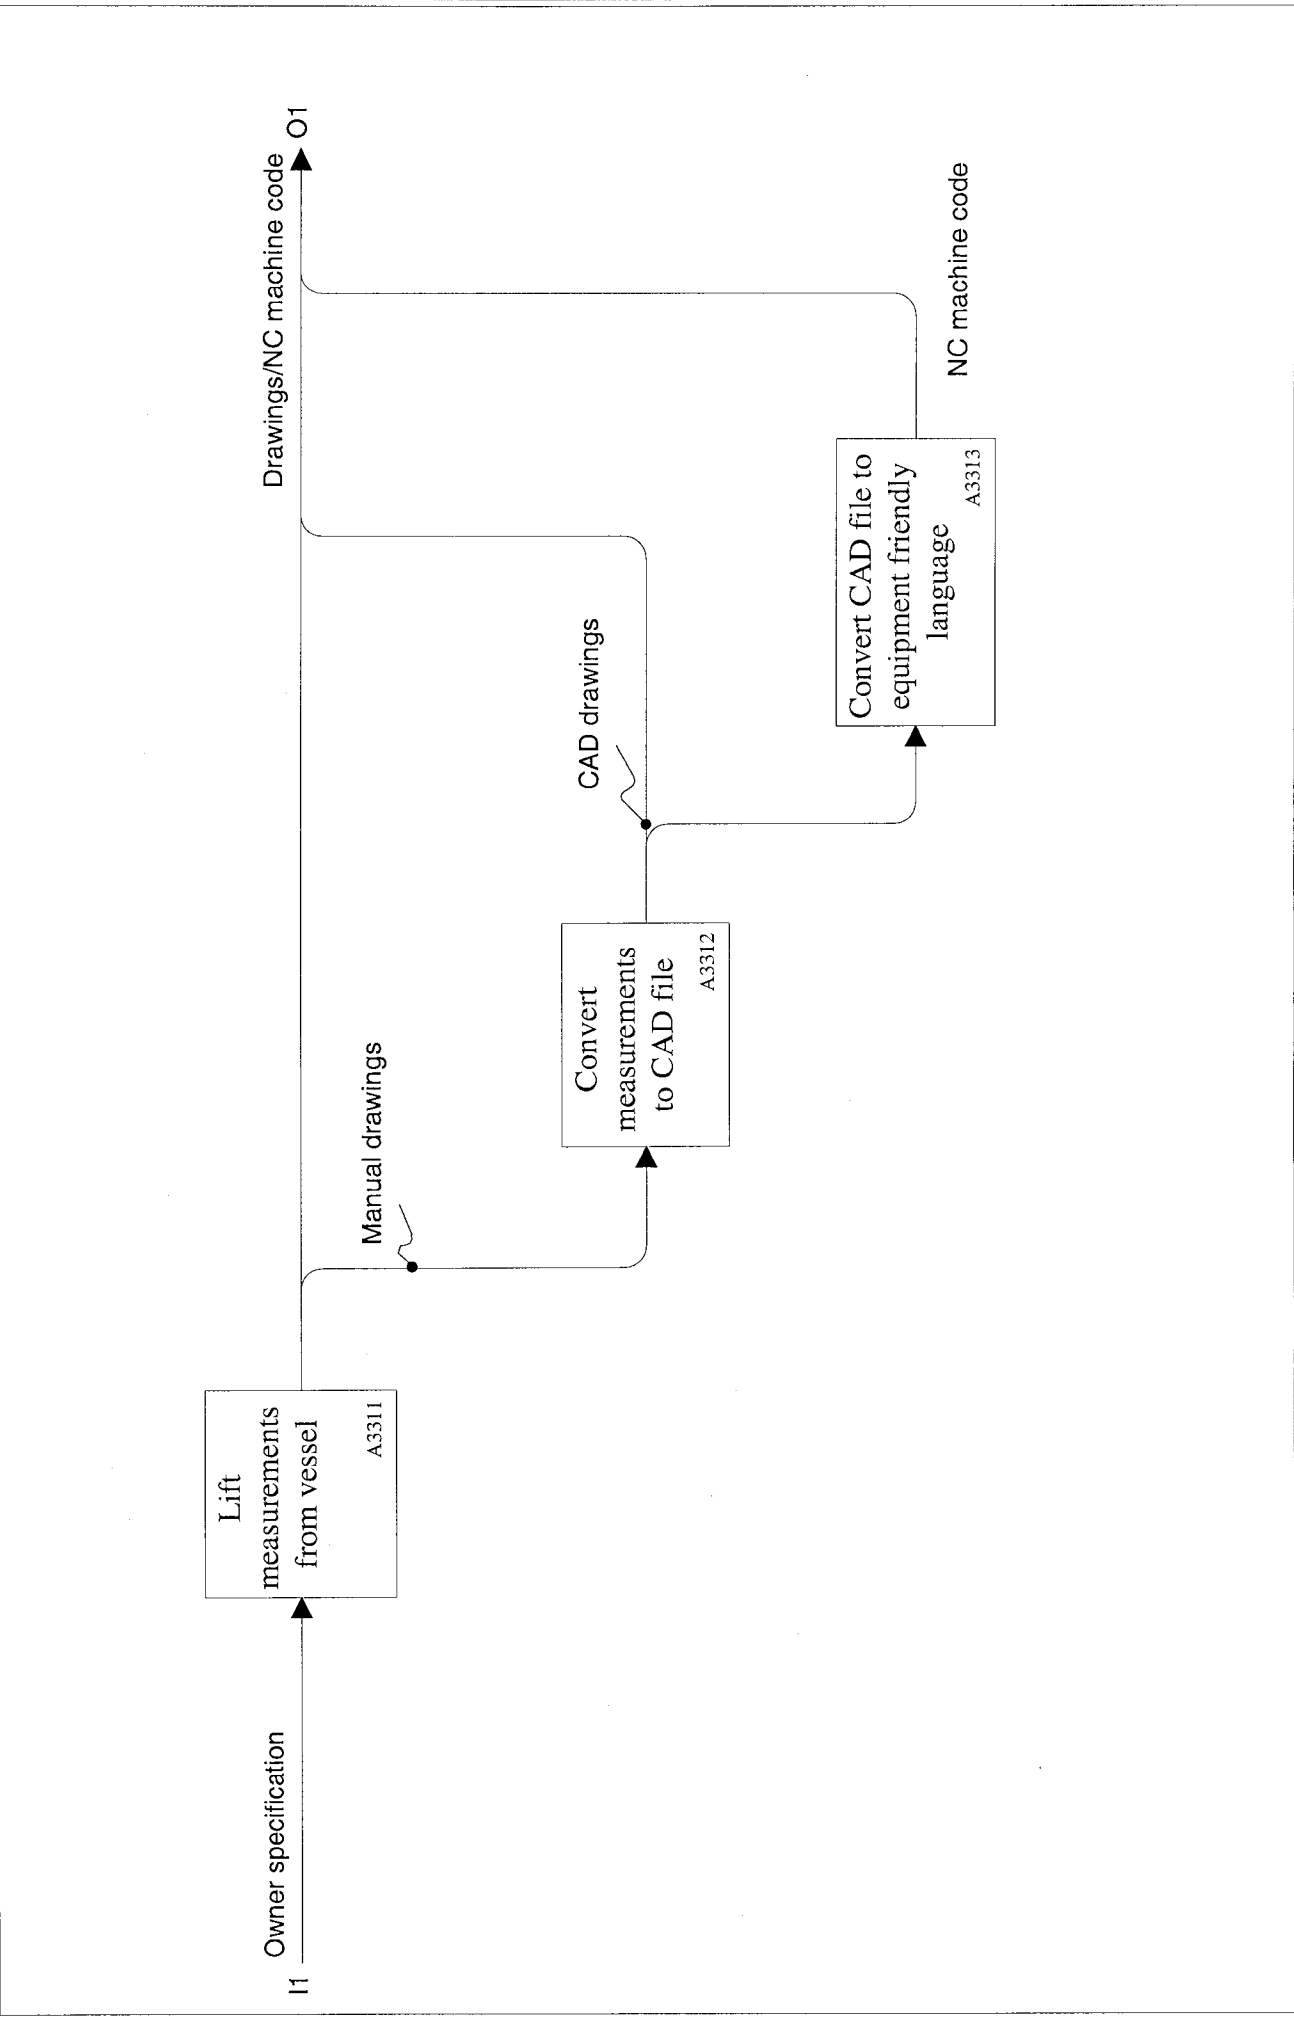 I1
Owner specification
Lift
measurements
from vessel
A3311
Manual drawings
Convert
measurements
to CAD file
A3312
CAD drawings
Convert CAD file to
equipment friendly
language
A3313
NC machine code
Drawings/NC machine code
O1